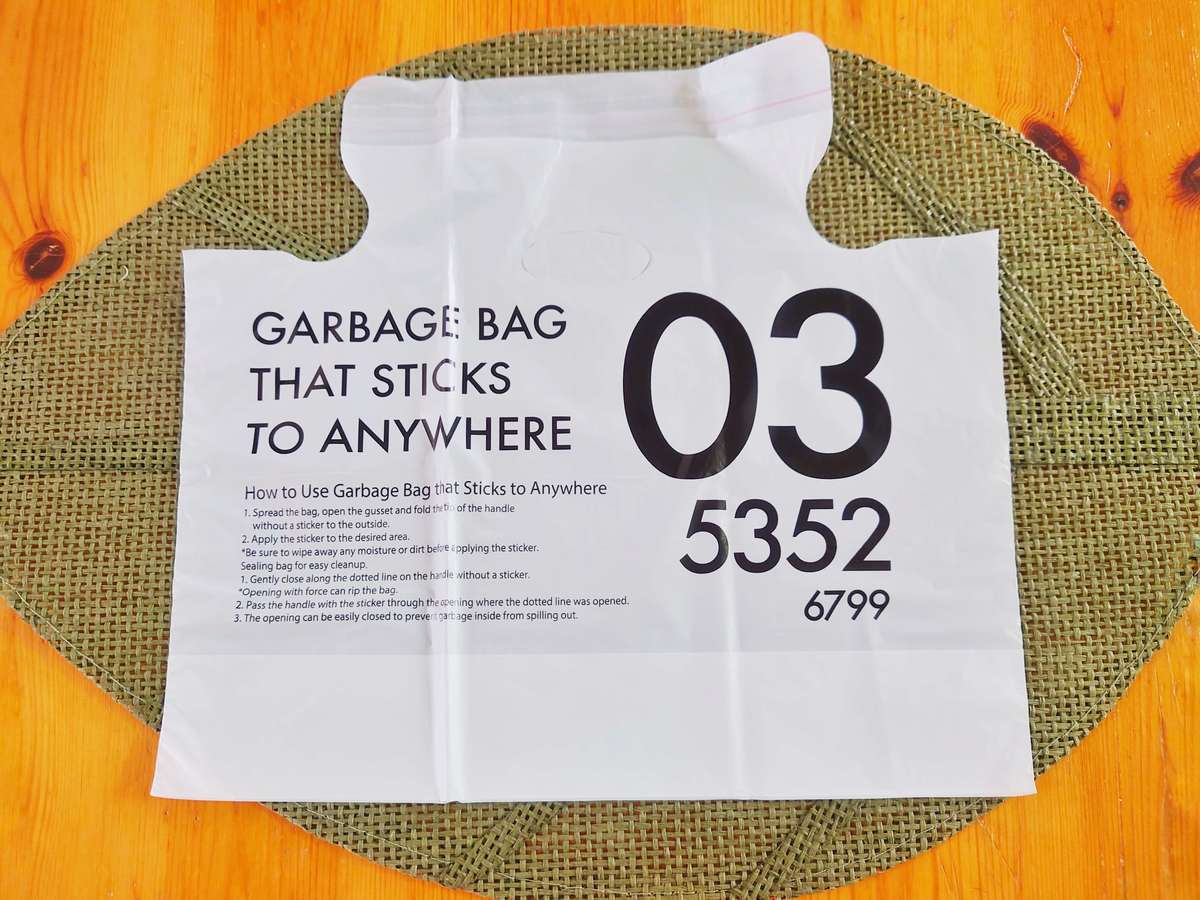 GARBAGE BAG
THAT STICKS
TO ANYWHERE
03
5352
6799
How to Use Garbage Bag that Sticks to Anywhere
1. Spread the bag, open the gusset and fold the tip of the handle
without a sticker to the outside.
2. Apply the sticker to the desired area.
*Be sure to wipe away any moisture or dirt before applying the sticker.
Sealing bag for easy cleanup.
1. Gently close along the dotted line on the handle without a sticker.
*Opening with force can rip the bag.
2. Pass the handle with the sticker through the opening where the dotted line was opened.
3. The opening can be easily closed to prevent garbage inside from spilling out.